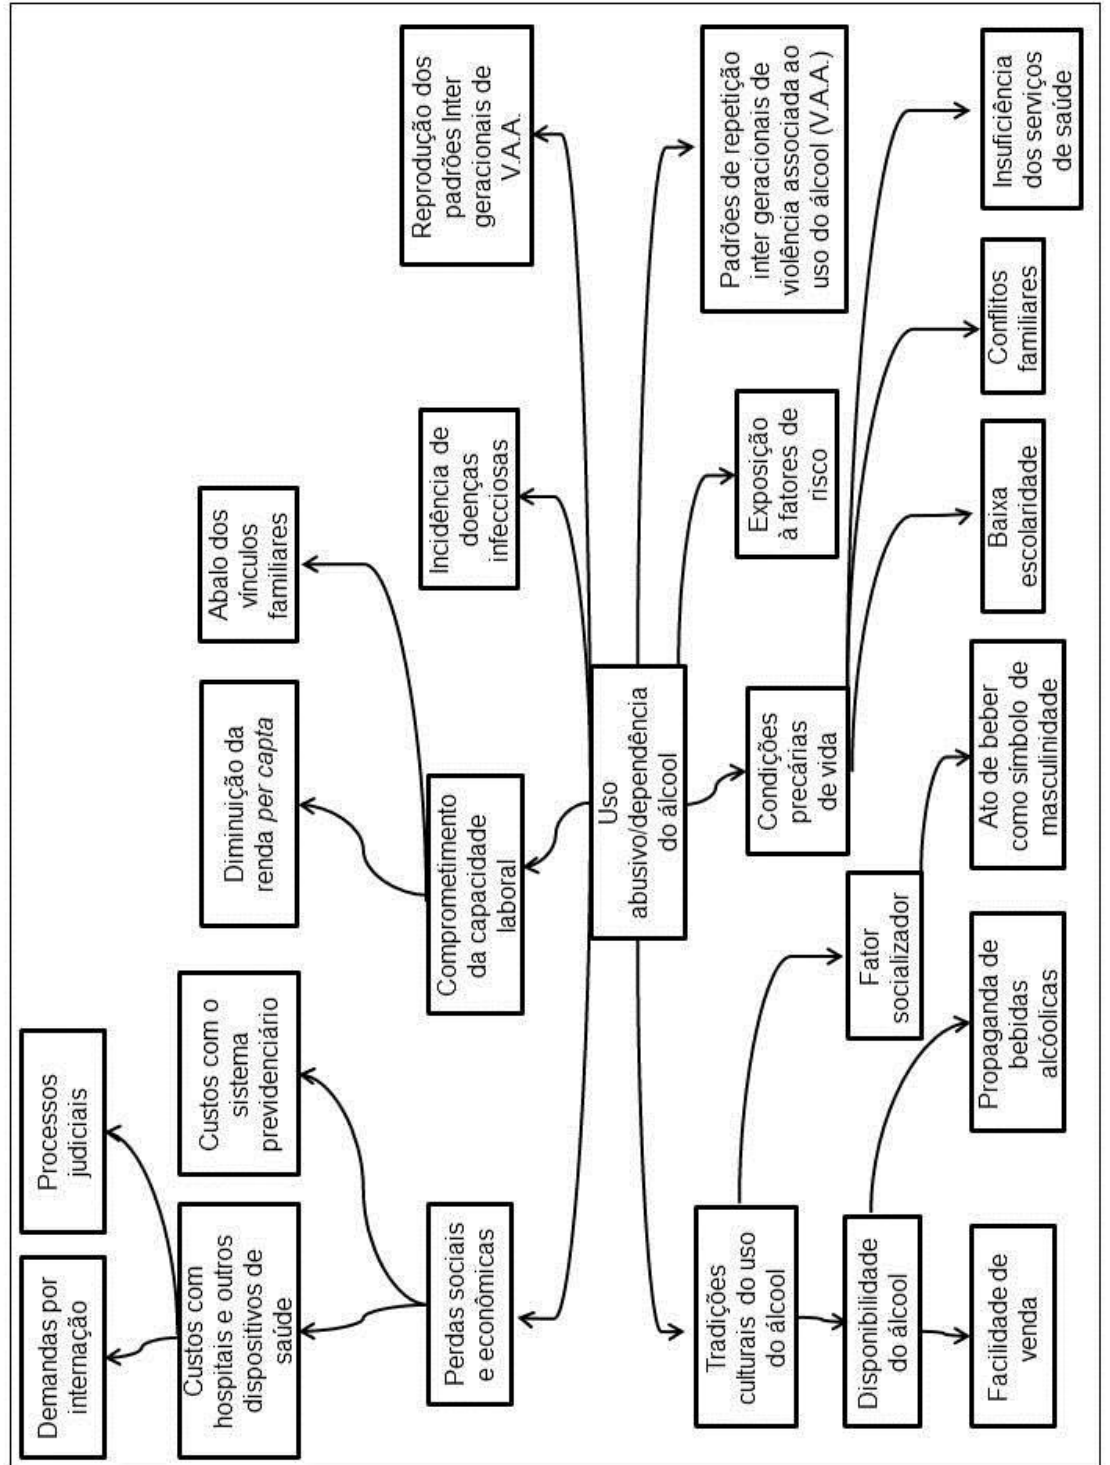 Demandas por
internação
Processos
judiciais
Custos com
hospitais e outros
dispositivos de
saúde
Custos com o
sistema
previdenciário
Diminuição da
renda per capta
Abalo dos
vínculos
familiares
Perdas sociais
e econômicas
Comprometimento
da capacidade
laboral
Incidência de
doenças
infecciosas
Reprodução dos
padrões Inter
geracionais de
V.A.A.
Uso
abusivo/dependência
do álcool
Tradições
culturais do uso
do álcool
Condições
precárias
de vida
Exposição
à fatores de
risco
Padrões de repetição
inter geracionais de
violência associada ao
uso do álcool (V.A.A.)
Disponibilidade
do álcool
Fator
socializador
Facilidade de
venda
Propaganda de
bebidas
alcóolicas
Ato de beber
como símbolo de
masculinidade
Baixa
escolaridade
Conflitos
familiares
Insuficiência
dos serviços
de saúde